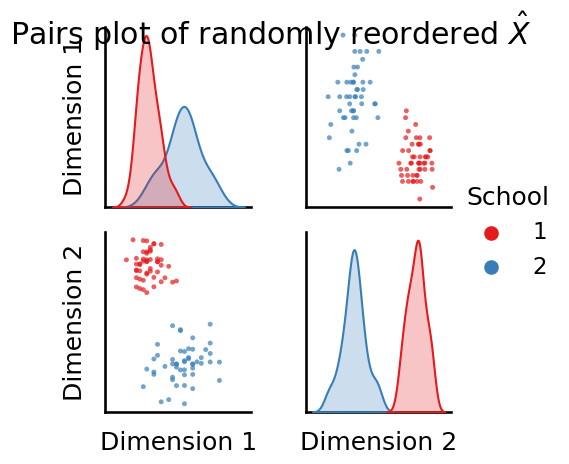 Pairs plot of randomly reordered X̂
Dimension 1
Dimension 2
School
1
2
Dimension 1
Dimension 2